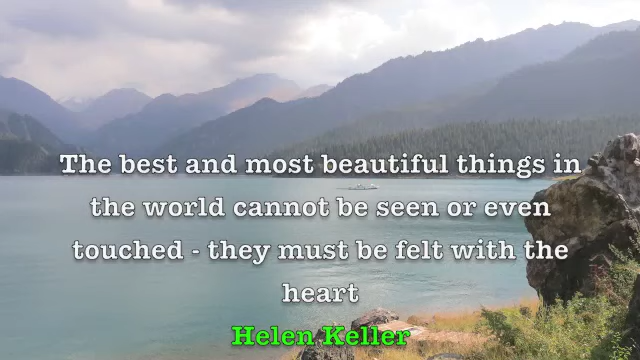 The best and most beautiful things in
the world cannot be seen or even
touched - they must be felt with the
heart
Helen Keller